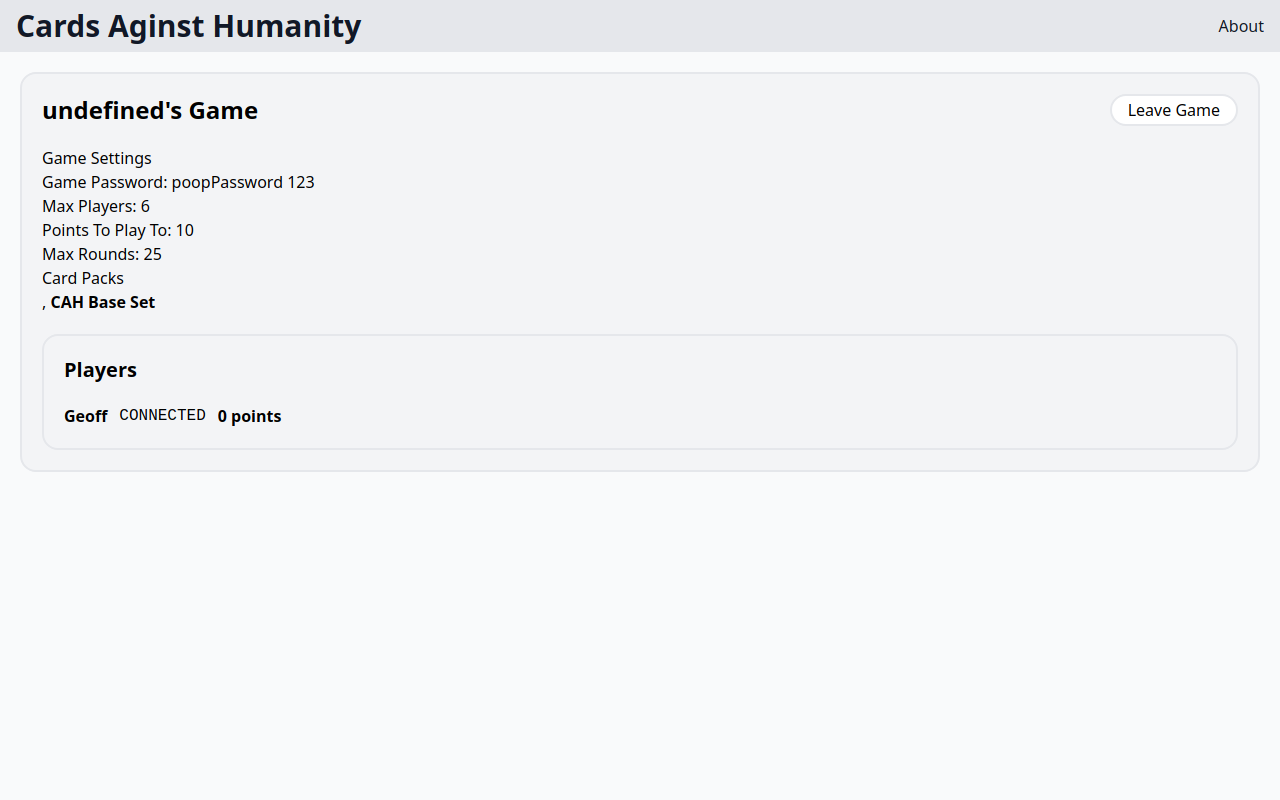 Cards Aginst Humanity
About
undefined's Game
Leave Game
Game Settings
Game Password: poopPassword 123
Max Players: 6
Points To Play To: 10
Max Rounds: 25
Card Packs
, CAH Base Set
Players
Geoff CONNECTED 0 points